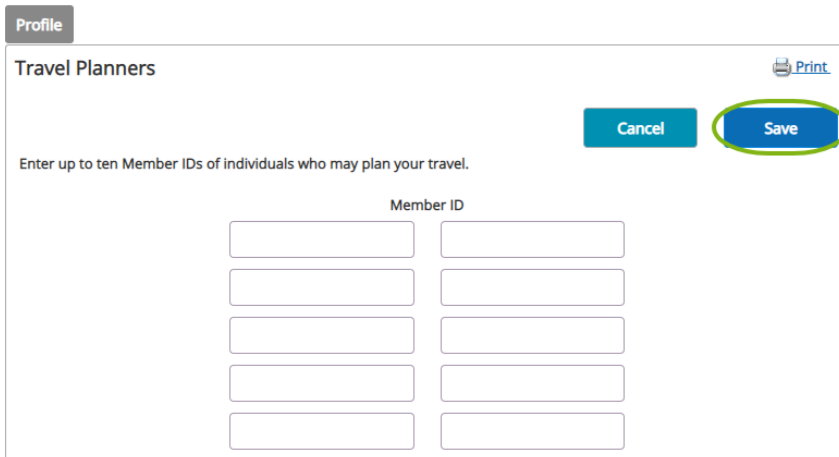 Profile
Travel Planners
Print
Cancel
Save
Enter up to ten Member IDs of individuals who may plan your travel.
Member ID